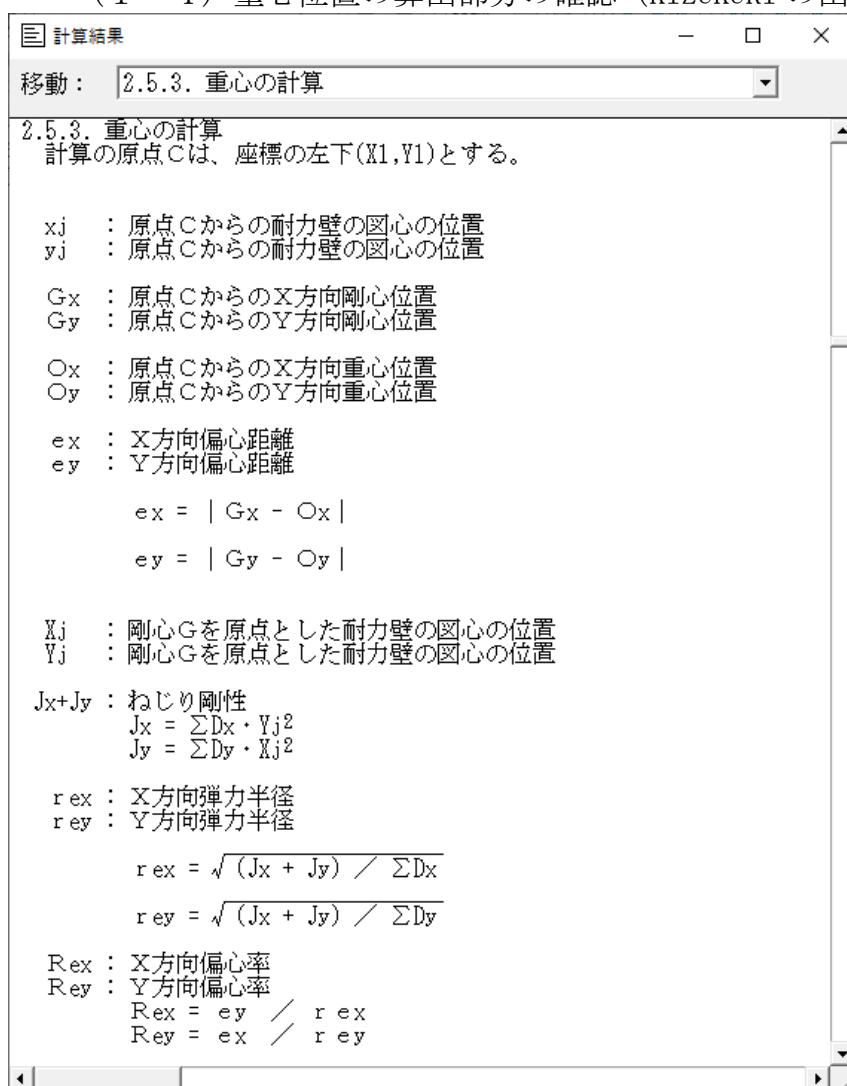 計算結果
移動： 2.5.3. 重心の計算
2.5.3. 重心の計算
計算の原点Ｃは、座標の左下(X1,Y1)とする。
xj ：原点Ｃからの耐力壁の図心の位置
yj ：原点Ｃからの耐力壁の図心の位置
Ｇx ：原点ＣからのＸ方向剛心位置
Ｇy ：原点ＣからのＹ方向剛心位置
Ｏx ：原点ＣからのＸ方向重心位置
Ｏy ：原点ＣからのＹ方向重心位置
ｅx ：Ｘ方向偏心距離
ｅy ：Ｙ方向偏心距離
ｅx = ｜Ｇx - Ｏx｜
ｅy = ｜Ｇy - Ｏy｜
Xj ：剛心Ｇを原点とした耐力壁の図心の位置
Yj ：剛心Ｇを原点とした耐力壁の図心の位置
Jx+Jy：ねじり剛性
Jx = ΣDx・Yj²
Jy = ΣDy・Xj²
ｒex：Ｘ方向弾力半径
ｒey：Ｙ方向弾力半径
ｒex = √(Jx + Jy) ／ ΣDx
ｒey = √(Jx + Jy) ／ ΣDy
Ｒex：Ｘ方向偏心率
Ｒey：Ｙ方向偏心率
Ｒex = ｅy ／ ｒex
Ｒey = ｅx ／ ｒey